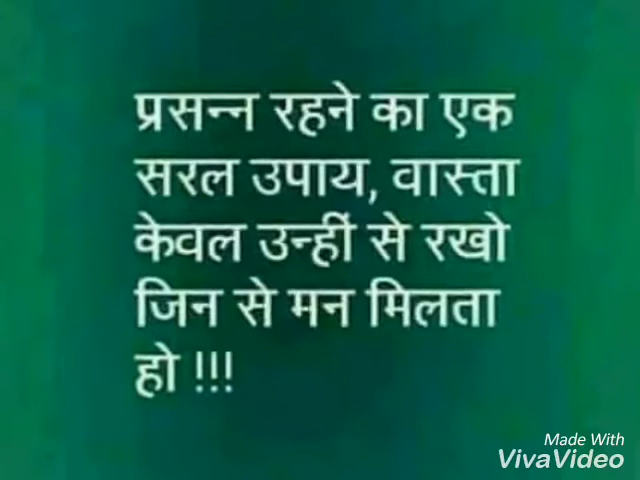 प्रसन्न रहने का एक
सरल उपाय, वास्ता
केवल उन्हीं से रखो
जिन से मन मिलता
हो !!!
Made With
VivaVideo